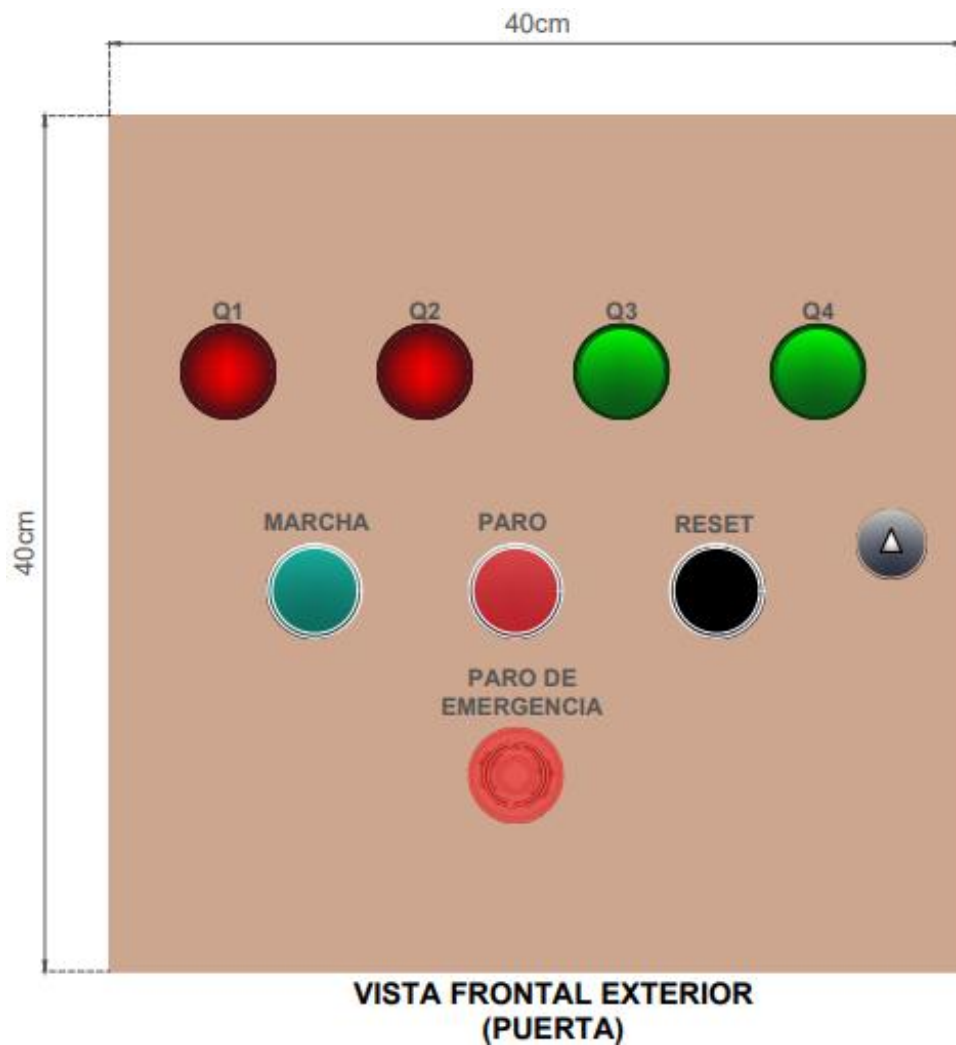 40cm
Q1 Q2 Q3 Q4
40cm
MARCHA PARO RESET
PARO DE
EMERGENCIA
VISTA FRONTAL EXTERIOR
(PUERTA)